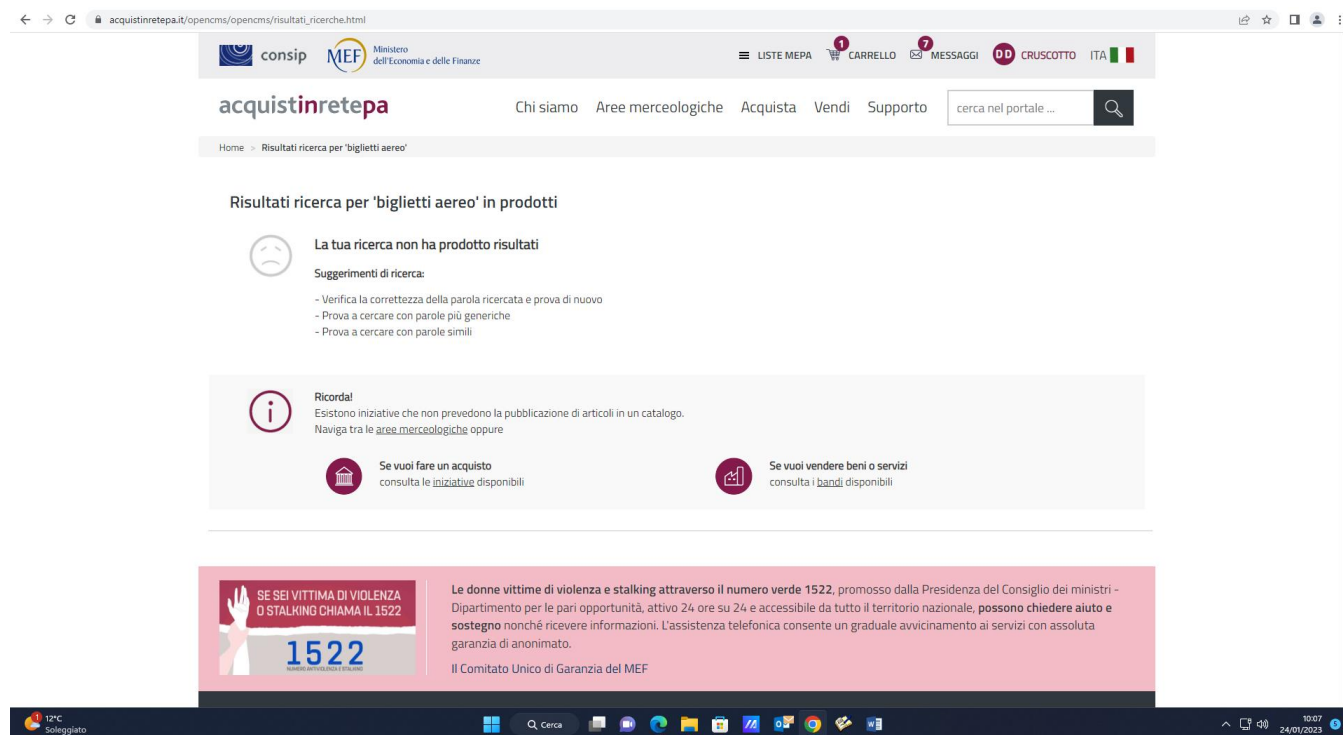 acquistinretepa.it/opencms/opencms/risultati_ricerche.html
consip
MEF
Ministero
dell'Economia e delle Finanze
LISTE MEPA
1
CARRELLO
7
MESSAGGI
DD
CRUSCOTTO
ITA
acquistinretepa
Chi siamo
Aree merceologiche
Acquista
Vendi
Supporto
cerca nel portale ...
Home > Risultati ricerca per 'biglietti aereo'
Risultati ricerca per 'biglietti aereo' in prodotti
La tua ricerca non ha prodotto risultati
Suggerimenti di ricerca:
- Verifica la correttezza della parola ricercata e prova di nuovo
- Prova a cercare con parole più generiche
- Prova a cercare con parole simili
Ricorda!
Esistono iniziative che non prevedono la pubblicazione di articoli in un catalogo.
Naviga tra le aree merceologiche oppure
Se vuoi fare un acquisto
consulta le iniziative disponibili
Se vuoi vendere beni o servizi
consulta i bandi disponibili
SE SEI VITTIMA DI VIOLENZA
O STALKING CHIAMA IL 1522
1522
NUMERO ANTIVIOLENZA E STALKING
Le donne vittime di violenza e stalking attraverso il numero verde 1522, promosso dalla Presidenza del Consiglio dei ministri -
Dipartimento per le pari opportunità, attivo 24 ore su 24 e accessibile da tutto il territorio nazionale, possono chiedere aiuto e
sostegno nonché ricevere informazioni. L'assistenza telefonica consente un graduale avvicinamento ai servizi con assoluta
garanzia di anonimato.
Il Comitato Unico di Garanzia del MEF
1
12°C
Soleggiato
Cerca
10:07
24/01/2023
5